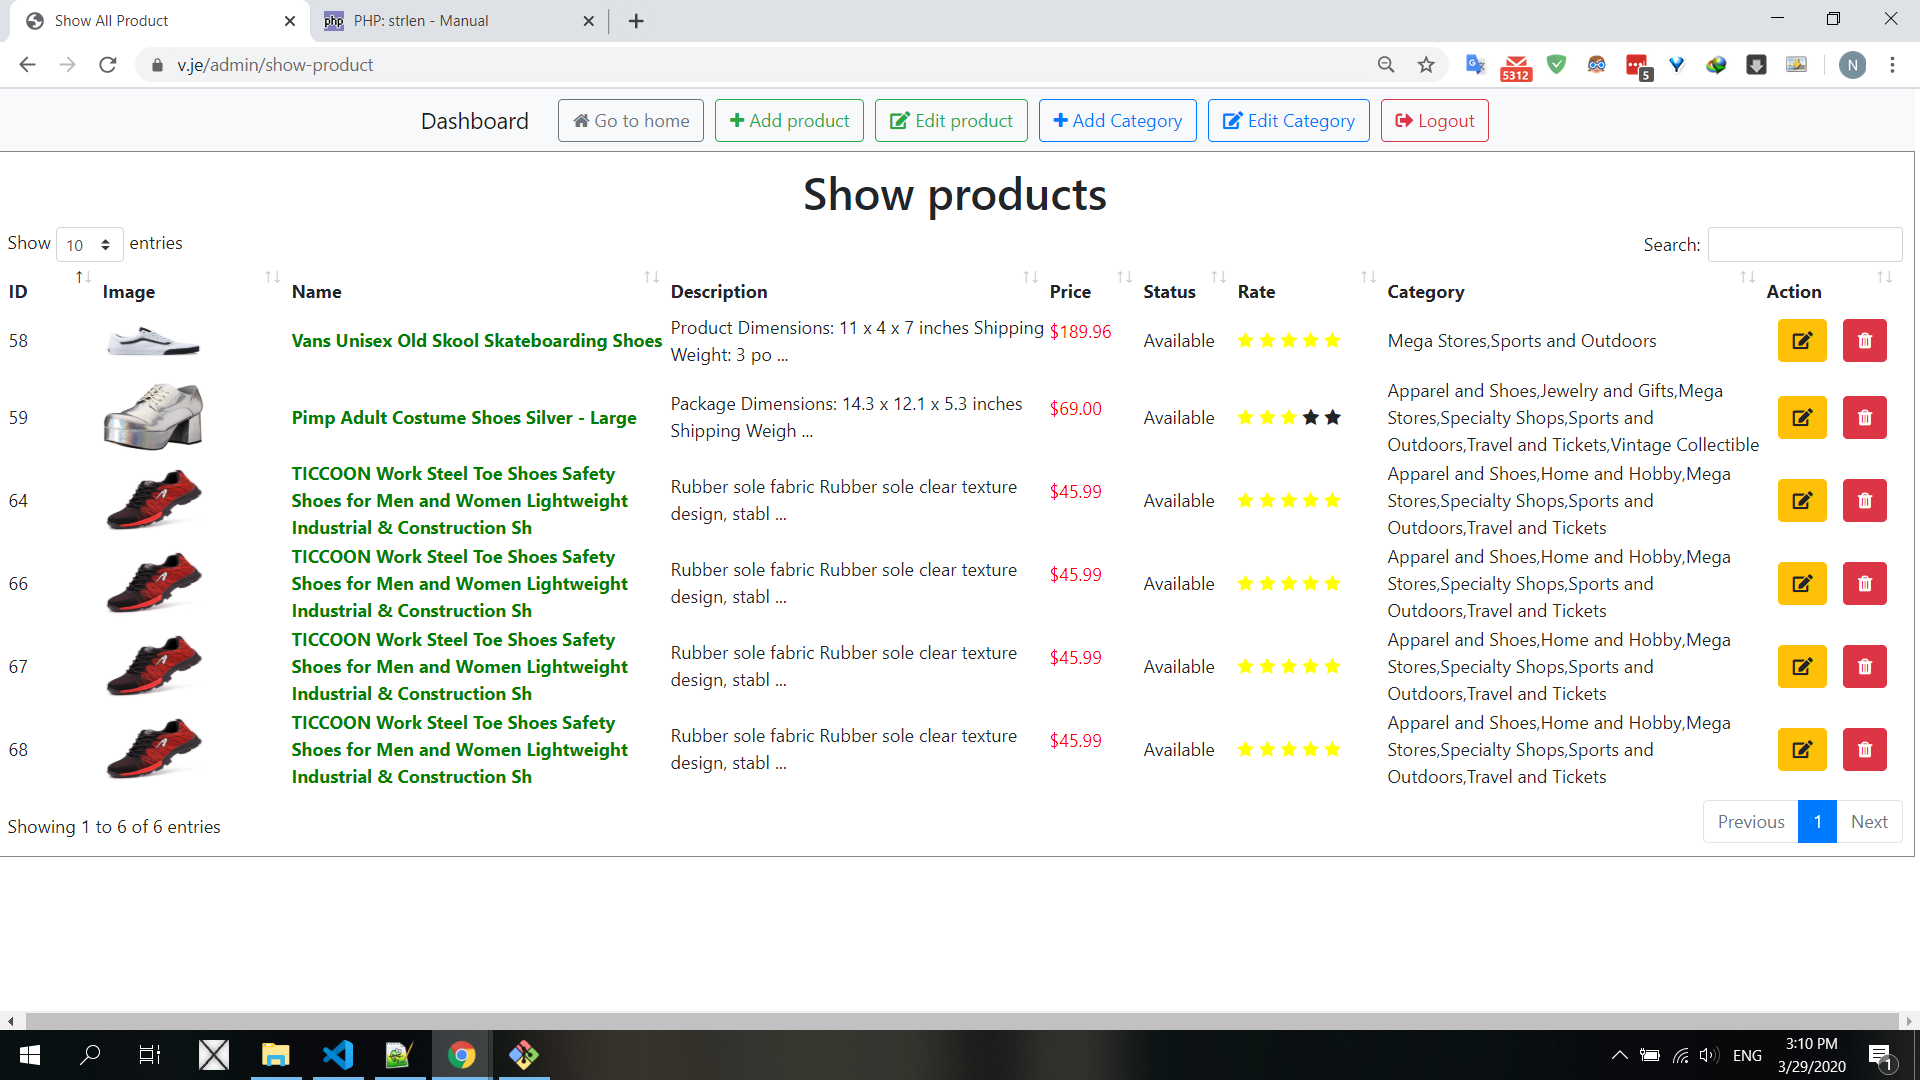 Show All Product
php PHP: strlen - Manual
v.je/admin/show-product
5312
5
N
Dashboard Go to home Add product Edit product Add Category Edit Category Logout
Show products
Show 10 entries
Search:
ID Image Name Description Price Status Rate Category Action
58
Vans Unisex Old Skool Skateboarding Shoes
Product Dimensions: 11 x 4 x 7 inches Shipping
Weight: 3 po ...
$189.96
Available
Mega Stores,Sports and Outdoors
59
Pimp Adult Costume Shoes Silver - Large
Package Dimensions: 14.3 x 12.1 x 5.3 inches
Shipping Weigh ...
$69.00
Available
Apparel and Shoes,Jewelry and Gifts,Mega
Stores,Specialty Shops,Sports and
Outdoors,Travel and Tickets,Vintage Collectible
64
TICCOON Work Steel Toe Shoes Safety
Shoes for Men and Women Lightweight
Industrial & Construction Sh
Rubber sole fabric Rubber sole clear texture
design, stabl ...
$45.99
Available
Apparel and Shoes,Home and Hobby,Mega
Stores,Specialty Shops,Sports and
Outdoors,Travel and Tickets
66
TICCOON Work Steel Toe Shoes Safety
Shoes for Men and Women Lightweight
Industrial & Construction Sh
Rubber sole fabric Rubber sole clear texture
design, stabl ...
$45.99
Available
Apparel and Shoes,Home and Hobby,Mega
Stores,Specialty Shops,Sports and
Outdoors,Travel and Tickets
67
TICCOON Work Steel Toe Shoes Safety
Shoes for Men and Women Lightweight
Industrial & Construction Sh
Rubber sole fabric Rubber sole clear texture
design, stabl ...
$45.99
Available
Apparel and Shoes,Home and Hobby,Mega
Stores,Specialty Shops,Sports and
Outdoors,Travel and Tickets
68
TICCOON Work Steel Toe Shoes Safety
Shoes for Men and Women Lightweight
Industrial & Construction Sh
Rubber sole fabric Rubber sole clear texture
design, stabl ...
$45.99
Available
Apparel and Shoes,Home and Hobby,Mega
Stores,Specialty Shops,Sports and
Outdoors,Travel and Tickets
Showing 1 to 6 of 6 entries
Previous 1 Next
ENG
3:10 PM
3/29/2020
1